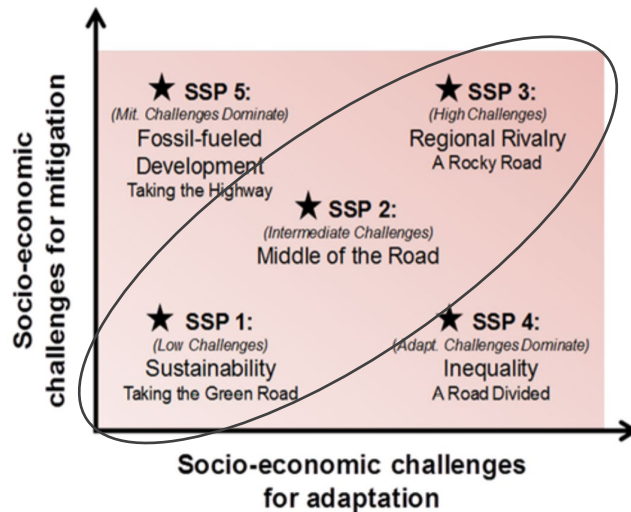 Socio-economic
challenges for mitigation
SSP 5:
(Mit. Challenges Dominate)
Fossil-fueled
Development
Taking the Highway
SSP 3:
(High Challenges)
Regional Rivalry
A Rocky Road
SSP 2:
(Intermediate Challenges)
Middle of the Road
SSP 1:
(Low Challenges)
Sustainability
Taking the Green Road
SSP 4:
(Adapt. Challenges Dominate)
Inequality
A Road Divided
Socio-economic challenges
for adaptation